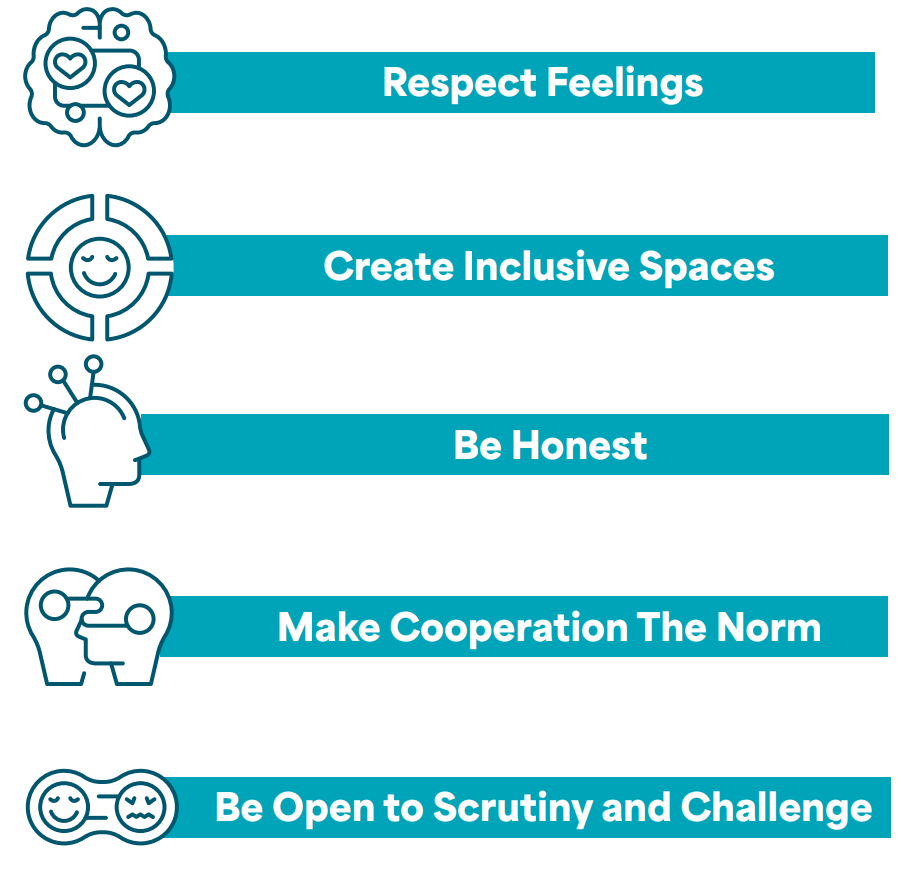 Respect Feelings
Create Inclusive Spaces
Be Honest
Make Cooperation The Norm
Be Open to Scrutiny and Challenge